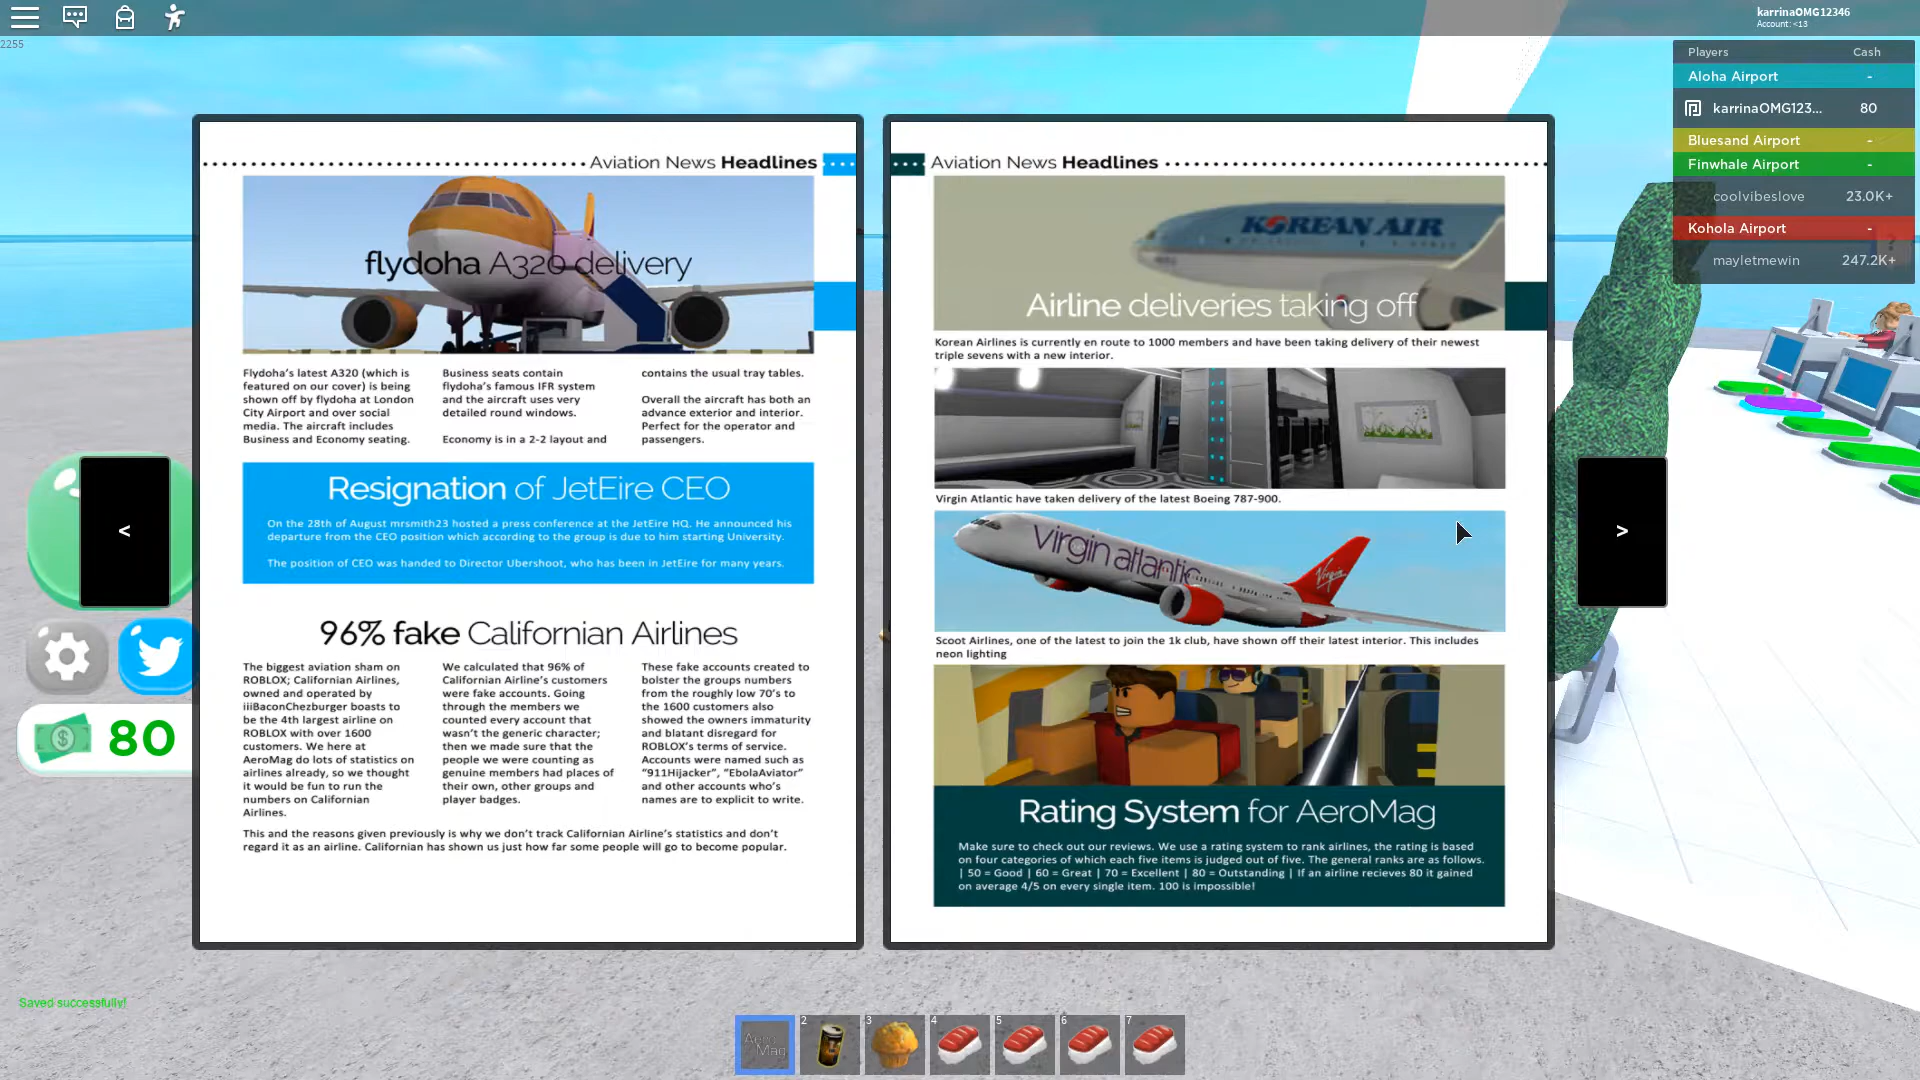 karrinaOMG12346
Account: <13
2255
Players Cash
Aloha Airport -
karrinaOMG123... 80
Bluesand Airport -
Finwhale Airport -
coolvibeslove 23.0K+
Kohola Airport -
mayletmewin 247.2K+
Aviation News Headlines
flydoha A320 delivery
Flydoha's latest A320 (which is
featured on our cover) is being
shown off by flydoha at London
City Airport and over social
media. The aircraft includes
Business and Economy seating.
Business seats contain
flydoha's famous IFR system
and the aircraft uses very
detailed round windows.
Economy is in a 2-2 layout and
contains the usual tray tables.
Overall the aircraft has both an
advance exterior and interior.
Perfect for the operator and
passengers.
Resignation of JetEire CEO
On the 28th of August mrsmith23 hosted a press conference at the JetEire HQ. He announced his
departure from the CEO position which according to the group is due to him starting University.
The position of CEO was handed to Director Ubershoot, who has been in JetEire for many years.
96% fake Californian Airlines
The biggest aviation sham on
ROBLOX; Californian Airlines,
owned and operated by
iiiBaconChezburger boasts to
be the 4th largest airline on
ROBLOX with over 1600
customers. We here at
AeroMag do lots of statistics on
airlines already, so we thought
it would be fun to run the
numbers on Californian
Airlines.
We calculated that 96% of
Californian Airline's customers
were fake accounts. Going
through the members we
counted every account that
wasn't the generic character;
then we made sure that the
people we were counting as
genuine members had places of
their own, other groups and
player badges.
These fake accounts created to
bolster the groups numbers
from the roughly low 70's to
the 1600 customers also
showed the owners immaturity
and blatant disregard for
ROBLOX's terms of service.
Accounts were named such as
"911Hijacker", "EbolaAviator"
and other accounts who's
names are to explicit to write.
This and the reasons given previously is why we don't track Californian Airline's statistics and don't
regard it as an airline. Californian has shown us just how far some people will go to become popular.
Aviation News Headlines
KOREAN AIR
Airline deliveries taking off
Korean Airlines is currently en route to 1000 members and have been taking delivery of their newest
triple sevens with a new interior.
Virgin Atlantic have taken delivery of the latest Boeing 787-900.
virgin atlantic
Virgin
Scoot Airlines, one of the latest to join the 1k club, have shown off their latest interior. This includes
neon lighting
Rating System for AeroMag
Make sure to check out our reviews. We use a rating system to rank airlines, the rating is based
on four categories of which each five items is judged out of five. The general ranks are as follows.
| 50 = Good | 60 = Great | 70 = Excellent | 80 = Outstanding | If an airline recieves 80 it gained
on average 4/5 on every single item. 100 is impossible!
<
>
80
Saved successfully!
Aero
Mag
2
3
4
5
6
7